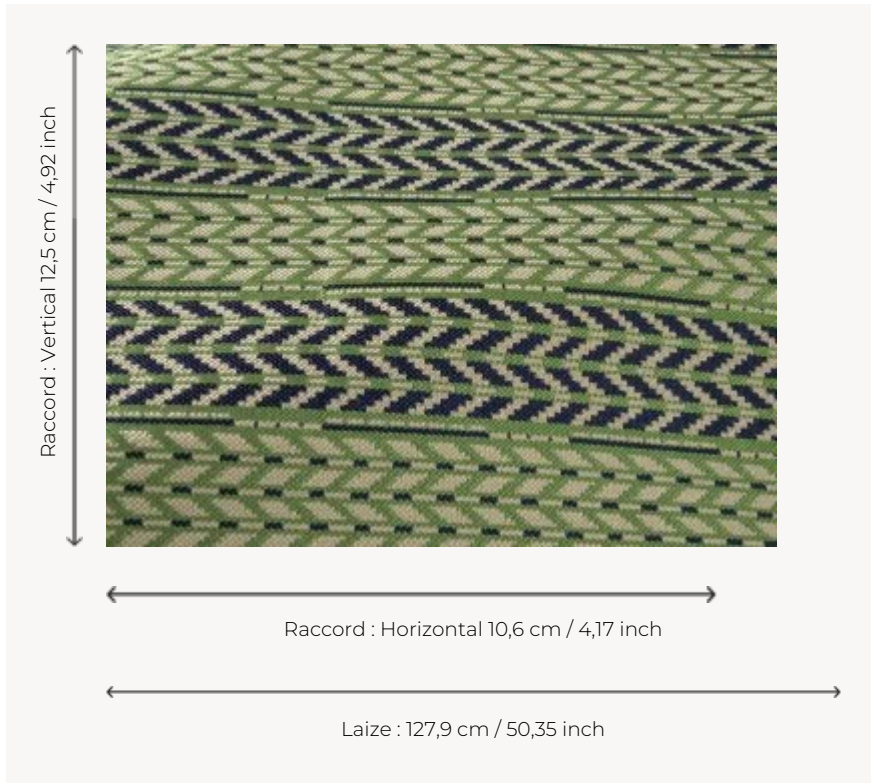 Raccord : Vertical 12,5 cm / 4,92 inch
Raccord : Horizontal 10,6 cm / 4,17 inch
Laize : 127,9 cm / 50,35 inch